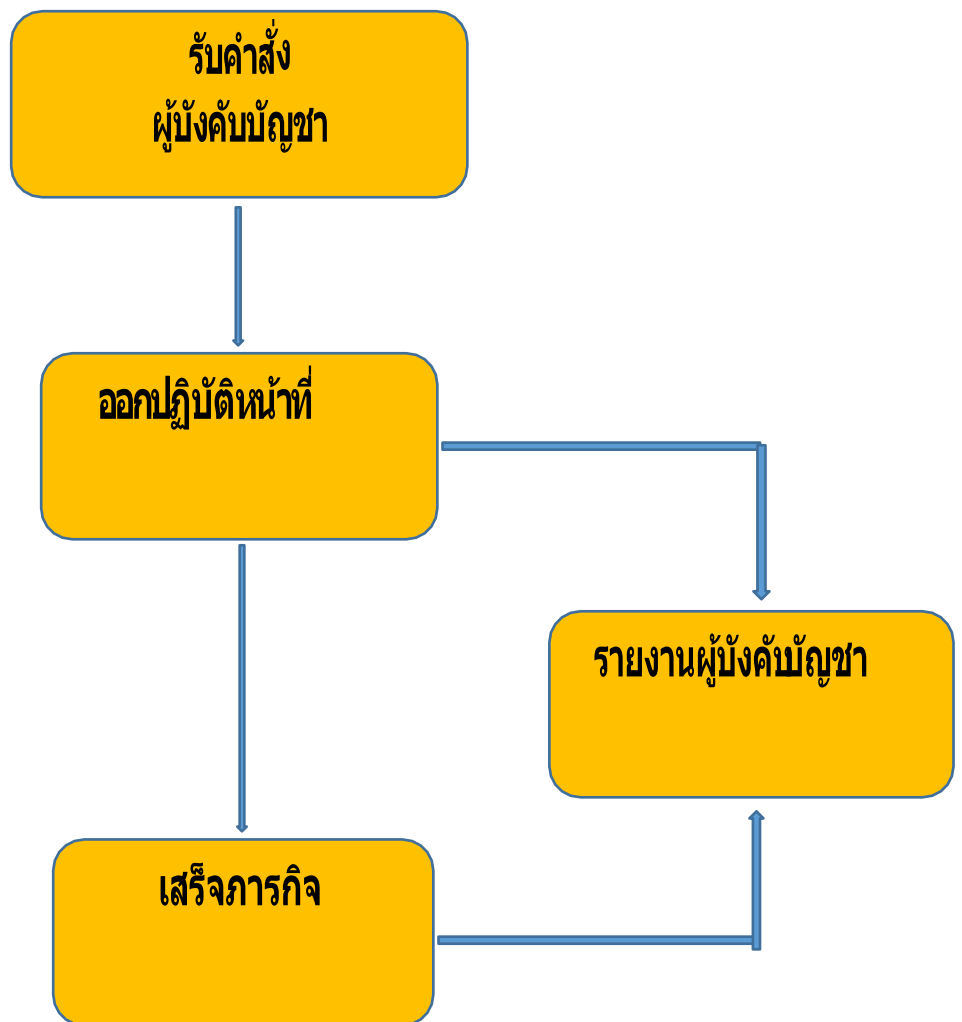 รับคำสั่ง
ผู้บังคับบัญชา
ออกปฏิบัติหน้าที่
รายงานผู้บังคับบัญชา
เสร็จภารกิจ